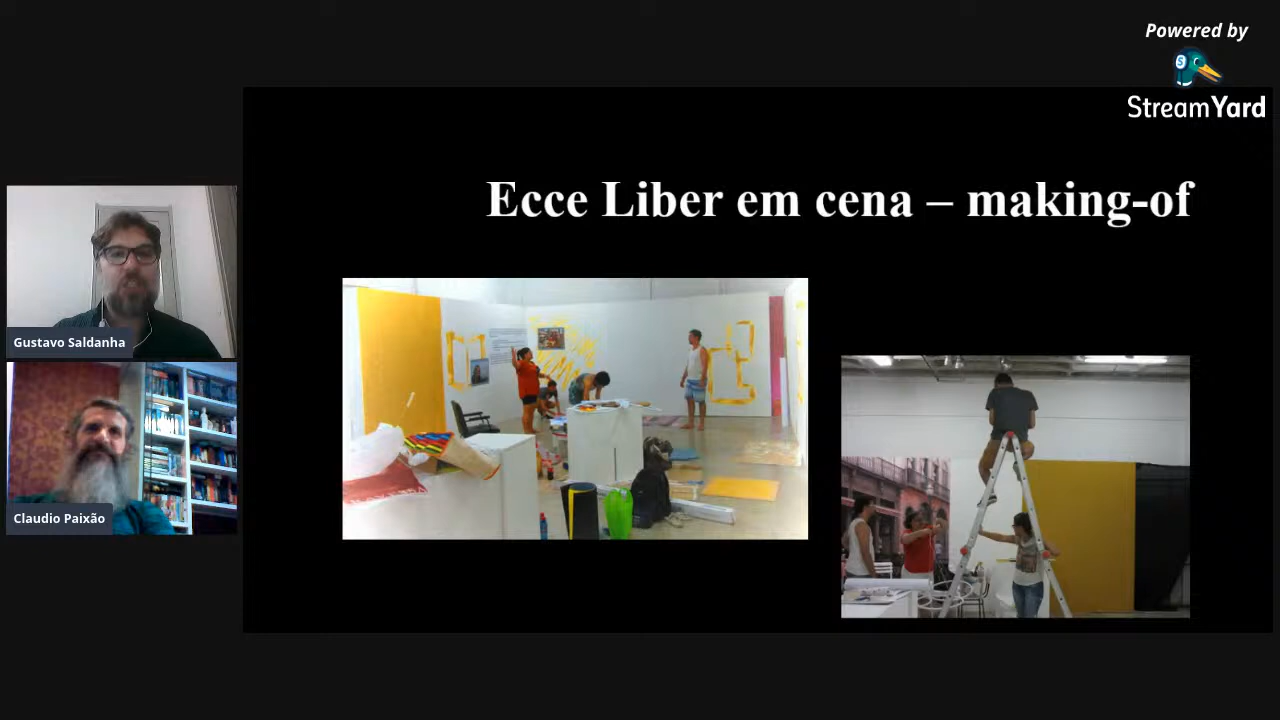 Powered by
StreamYard
Ecce Liber em cena – making-of
Gustavo Saldanha
Claudio Paixão